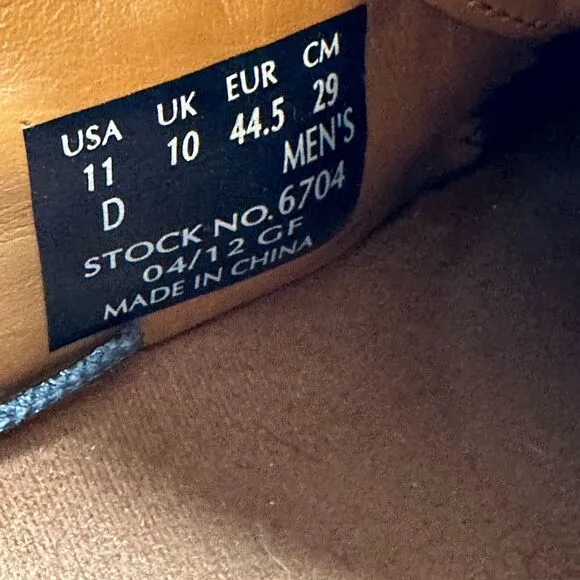 USA UK EUR CM
11 10 44.5 29
D MEN'S
STOCK NO. 6704
04/12 GF
MADE IN CHINA